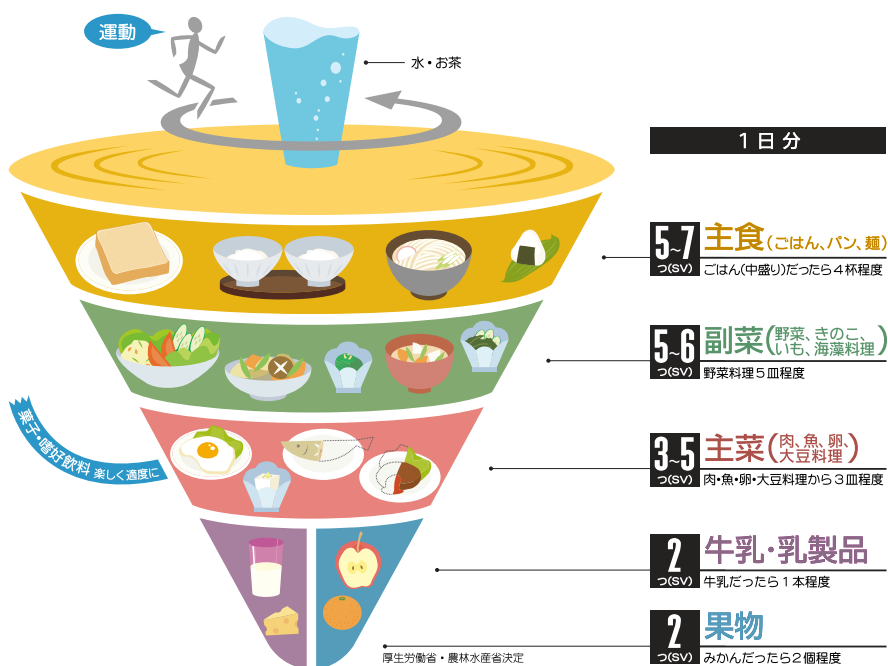 運動
水・お茶
1日分
5~7
つ(SV)
主食(ごはん、パン、麺)
ごはん(中盛り)だったら4杯程度
5~6
つ(SV)
副菜(野菜、きのこ、
いも、海藻料理)
野菜料理5皿程度
菓子・嗜好飲料 楽しく適度に
3~5
つ(SV)
主菜(肉、魚、卵、
大豆料理)
肉・魚・卵・大豆料理から3皿程度
2
つ(SV)
牛乳・乳製品
牛乳だったら1本程度
2
つ(SV)
果物
みかんだったら2個程度
厚生労働省・農林水産省決定